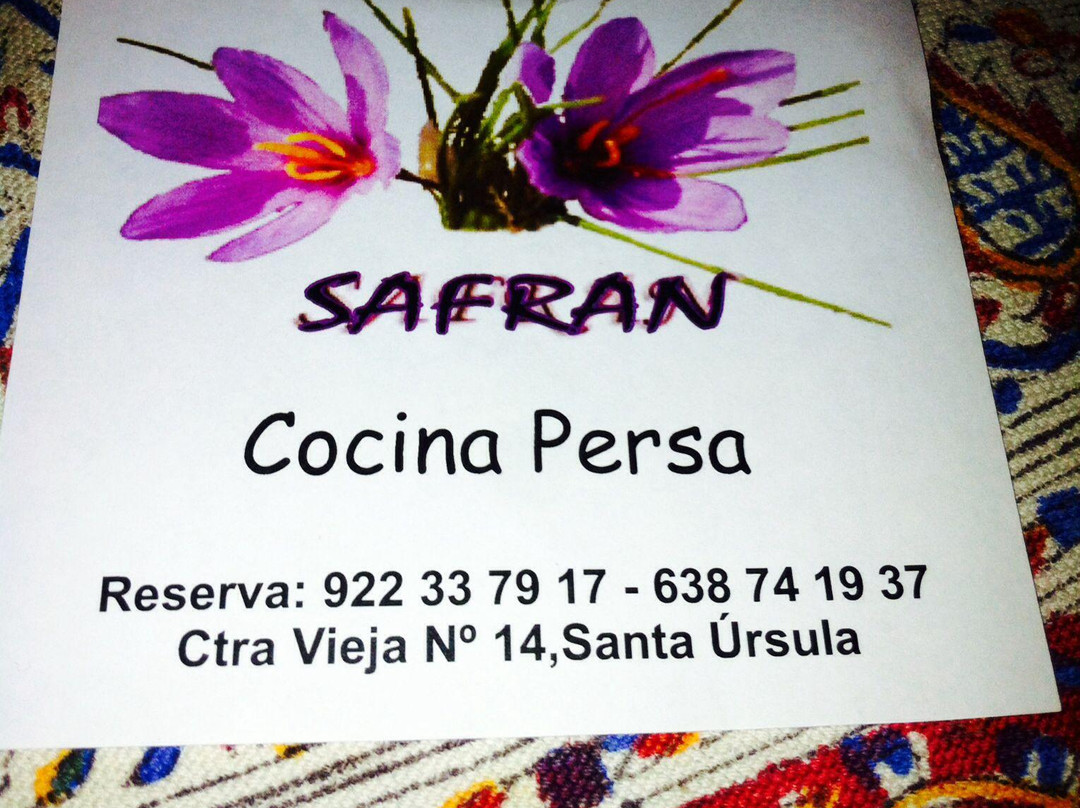 SAFRAN
Cocina Persa
Reserva: 922 33 79 17 - 638 74 19 37
Ctra Vieja Nº 14,Santa Úrsula